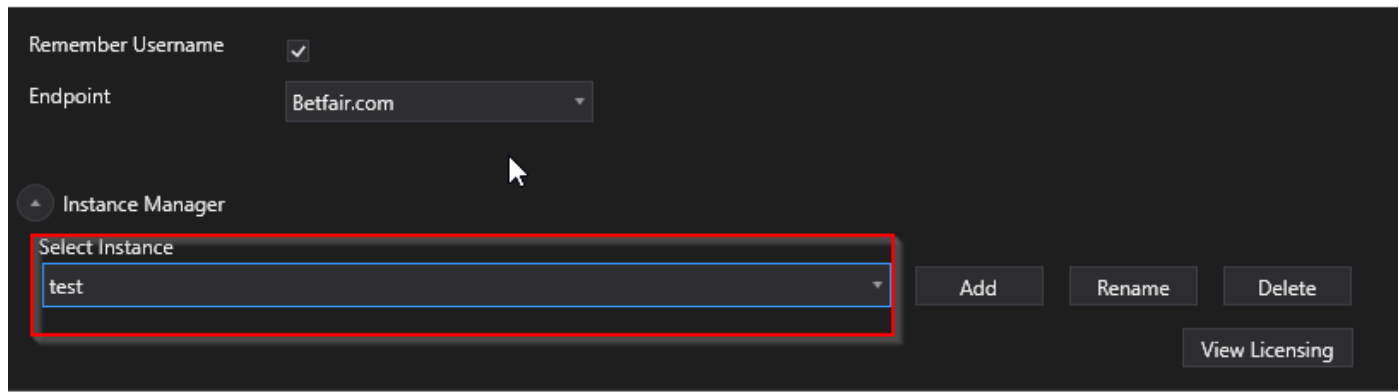 Remember Username
Endpoint
Betfair.com
Instance Manager
Select Instance
test
Add
Rename
Delete
View Licensing